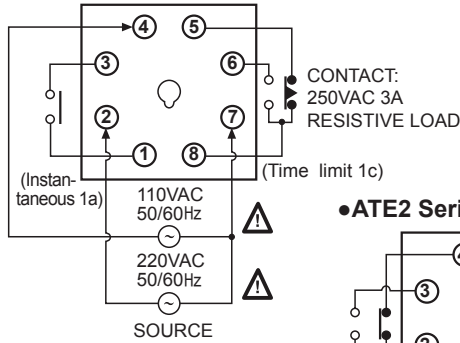 ④ ⑤
③ ⑥
CONTACT:
250VAC 3A
RESISTIVE LOAD
② ⑦
① ⑧
(Instan-
taneous 1a)
(Time limit 1c)
110VAC
50/60Hz
~
220VAC
50/60Hz
~
SOURCE
●ATE2 Seri
③